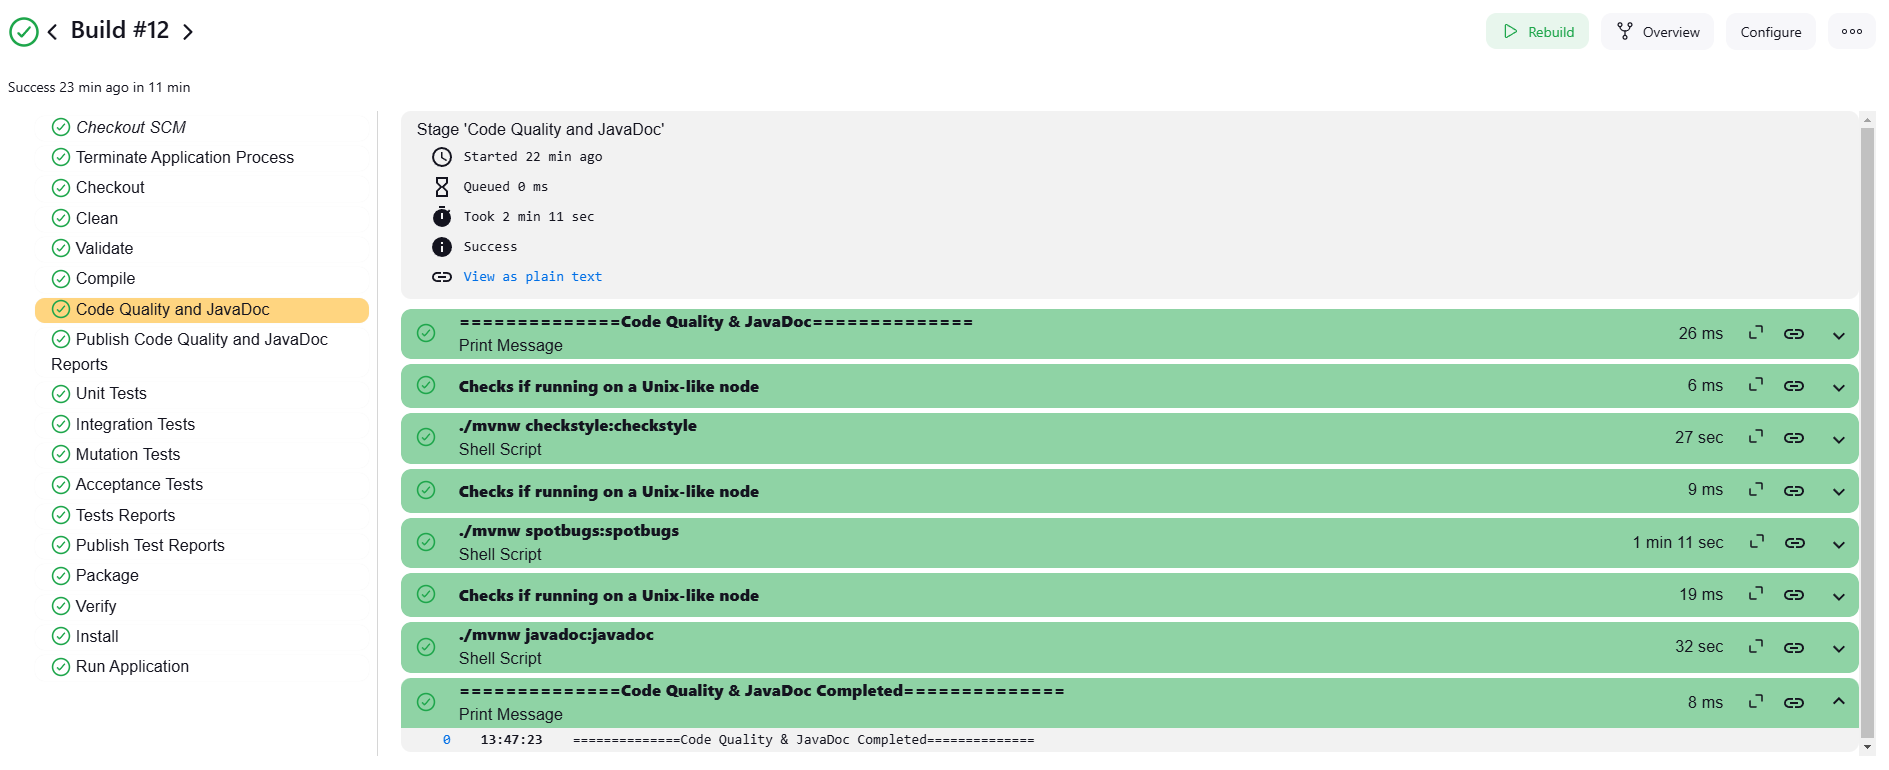 Build #12
Rebuild
Overview
Configure
Success 23 min ago in 11 min
Checkout SCM
Terminate Application Process
Checkout
Clean
Validate
Compile
Code Quality and JavaDoc
Publish Code Quality and JavaDoc
Reports
Unit Tests
Integration Tests
Mutation Tests
Acceptance Tests
Tests Reports
Publish Test Reports
Package
Verify
Install
Run Application
Stage 'Code Quality and JavaDoc'
Started 22 min ago
Queued 0 ms
Took 2 min 11 sec
Success
View as plain text
==============Code Quality & JavaDoc==============
Print Message
26 ms
Checks if running on a Unix-like node
6 ms
./mvnw checkstyle:checkstyle
Shell Script
27 sec
Checks if running on a Unix-like node
9 ms
./mvnw spotbugs:spotbugs
Shell Script
1 min 11 sec
Checks if running on a Unix-like node
19 ms
./mvnw javadoc:javadoc
Shell Script
32 sec
==============Code Quality & JavaDoc Completed==============
Print Message
8 ms
0 13:47:23 ==============Code Quality & JavaDoc Completed==============